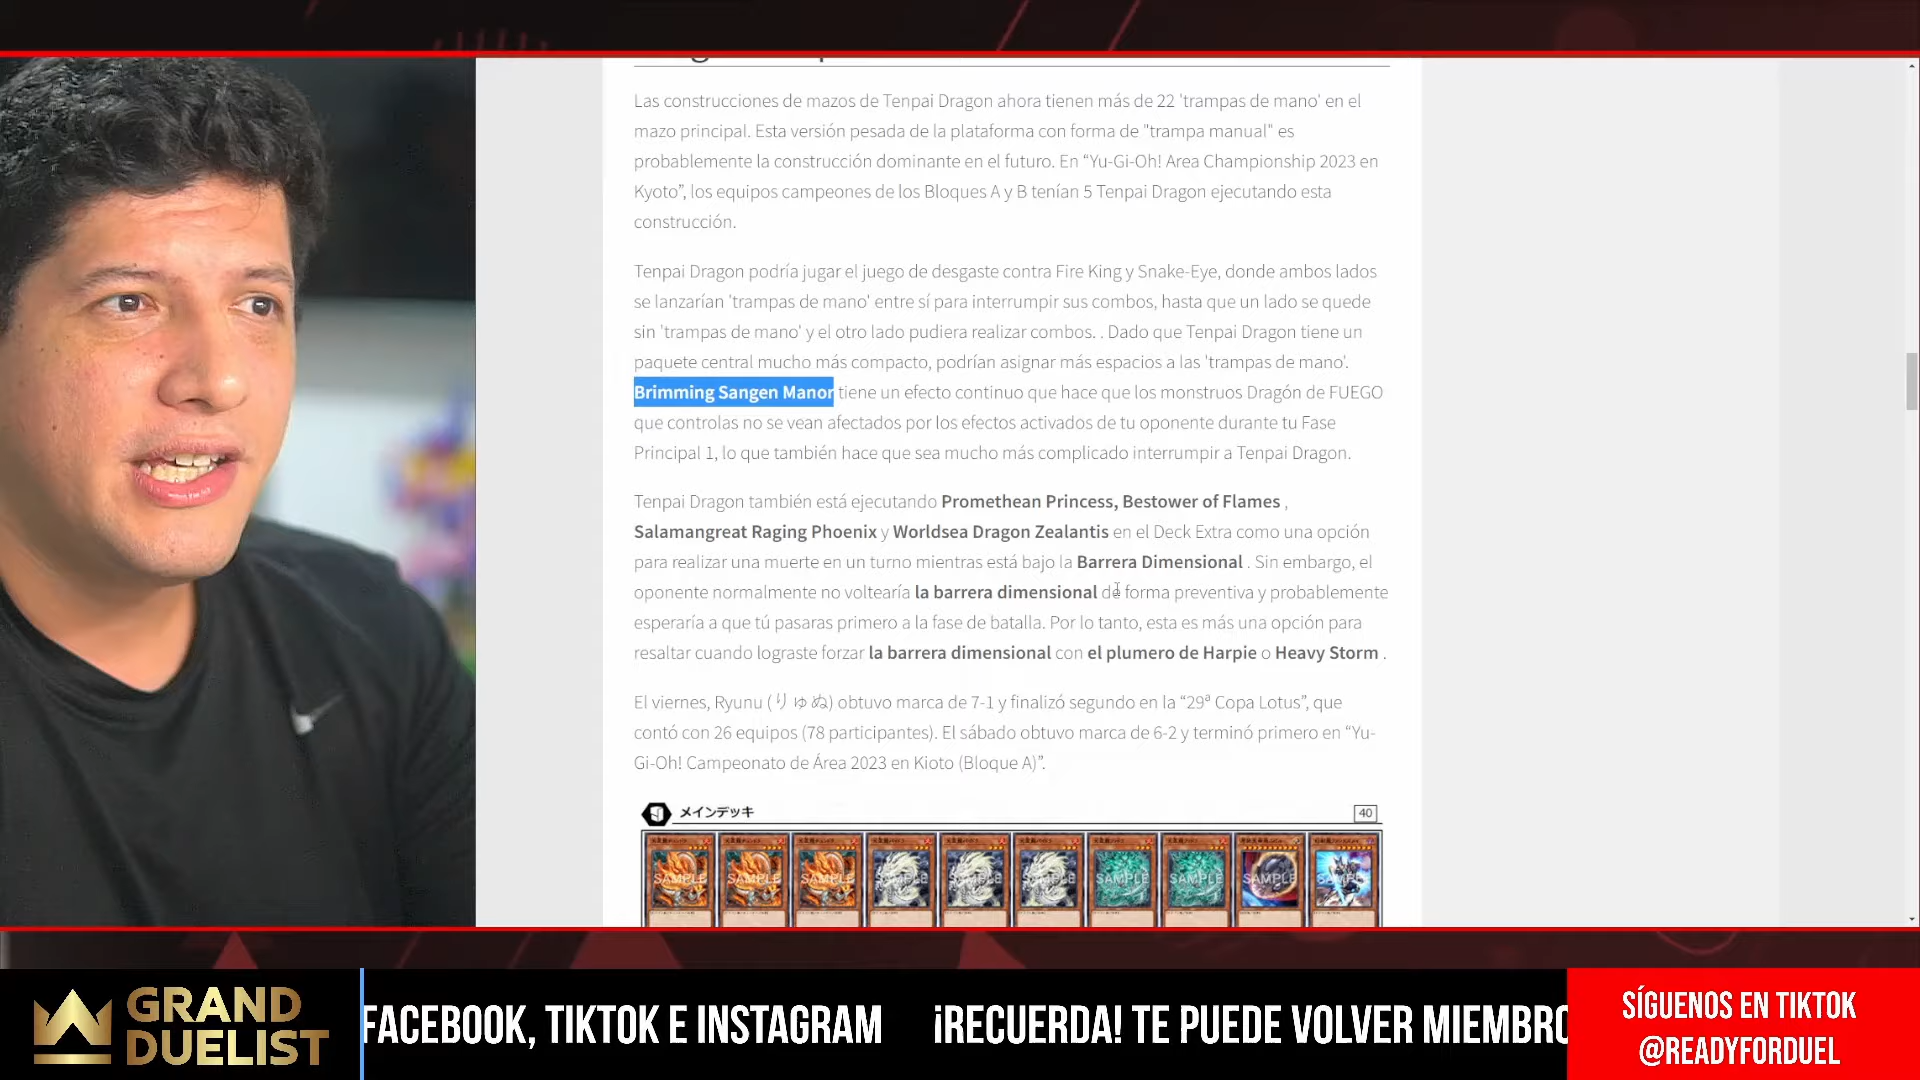 Las construcciones de mazos de Tenpai Dragon ahora tienen más de 22 'trampas de mano' en el
mazo principal. Esta versión pesada de la plataforma con forma de "trampa manual" es
probablemente la construcción dominante en el futuro. En “Yu-Gi-Oh! Area Championship 2023 en
Kyoto”, los equipos campeones de los Bloques A y B tenían 5 Tenpai Dragon ejecutando esta
construcción.
Tenpai Dragon podría jugar el juego de desgaste contra Fire King y Snake-Eye, donde ambos lados
se lanzarían 'trampas de mano' entre sí para interrumpir sus combos, hasta que un lado se quede
sin 'trampas de mano' y el otro lado pudiera realizar combos. . Dado que Tenpai Dragon tiene un
paquete central mucho más compacto, podrían asignar más espacios a las 'trampas de mano'.
Brimming Sangen Manor tiene un efecto continuo que hace que los monstruos Dragón de FUEGO
que controlas no se vean afectados por los efectos activados de tu oponente durante tu Fase
Principal 1, lo que también hace que sea mucho más complicado interrumpir a Tenpai Dragon.
Tenpai Dragon también está ejecutando Promethean Princess, Bestower of Flames ,
Salamangreat Raging Phoenix y Worldsea Dragon Zealantis en el Deck Extra como una opción
para realizar una muerte en un turno mientras está bajo la Barrera Dimensional . Sin embargo, el
oponente normalmente no voltearía la barrera dimensional de forma preventiva y probablemente
esperaría a que tú pasaras primero a la fase de batalla. Por lo tanto, esta es más una opción para
resaltar cuando lograste forzar la barrera dimensional con el plumero de Harpie o Heavy Storm .
El viernes, Ryunu (りゅぬ) obtuvo marca de 7-1 y finalizó segundo en la “29ª Copa Lotus”, que
contó con 26 equipos (78 participantes). El sábado obtuvo marca de 6-2 y terminó primero en “Yu-
Gi-Oh! Campeonato de Área 2023 en Kioto (Bloque A)”.
メインデッキ 40
SAMPLE SAMPLE SAMPLE SAMPLE SAMPLE SAMPLE SAMPLE SAMPLE SAMPLE SAMPLE
GRAND
DUELIST
FACEBOOK, TIKTOK E INSTAGRAM ¡RECUERDA! TE PUEDE VOLVER MIEMBRO
SÍGUENOS EN TIKTOK
@READYFORDUEL